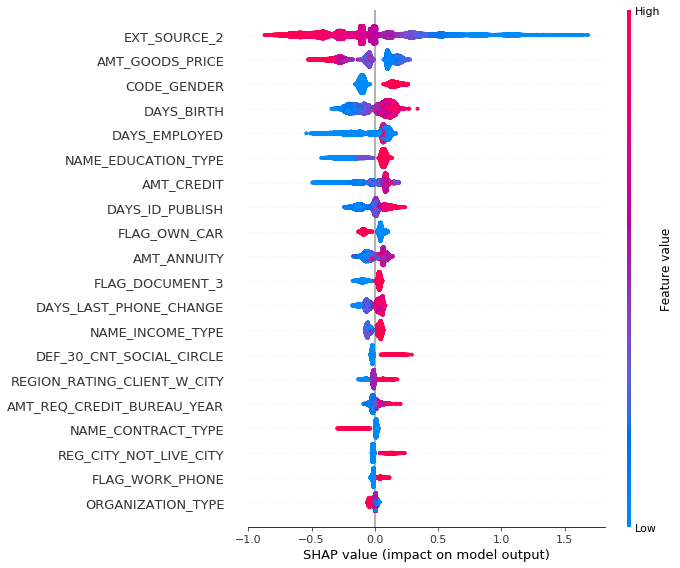 High
EXT_SOURCE_2
AMT_GOODS_PRICE
CODE_GENDER
DAYS_BIRTH
DAYS_EMPLOYED
NAME_EDUCATION_TYPE
AMT_CREDIT
DAYS_ID_PUBLISH
FLAG_OWN_CAR
AMT_ANNUITY
FLAG_DOCUMENT_3
DAYS_LAST_PHONE_CHANGE
NAME_INCOME_TYPE
DEF_30_CNT_SOCIAL_CIRCLE
REGION_RATING_CLIENT_W_CITY
AMT_REQ_CREDIT_BUREAU_YEAR
NAME_CONTRACT_TYPE
REG_CITY_NOT_LIVE_CITY
FLAG_WORK_PHONE
ORGANIZATION_TYPE
Feature value
Low
−1.0 −0.5 0.0 0.5 1.0 1.5
SHAP value (impact on model output)